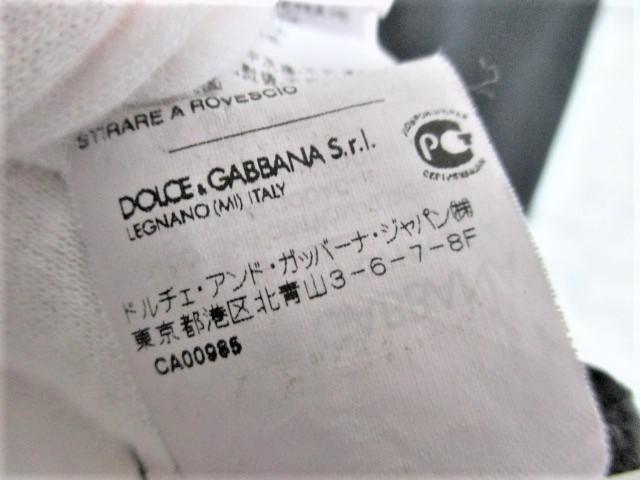 STIRARE A ROVESCIO
DOLCE & GABBANA S.r.l.
LEGNANO (MI) ITALY
ドルチェ・アンド・ガッバーナ・ジャパン㈱
東京都港区北青山3-6-7-8F
CA00985